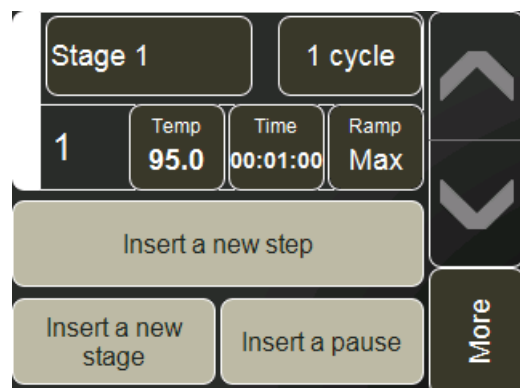 Stage 1
1 cycle
1
Temp
95.0
Time
00:01:00
Ramp
Max
Insert a new step
Insert a new
stage
Insert a pause
More